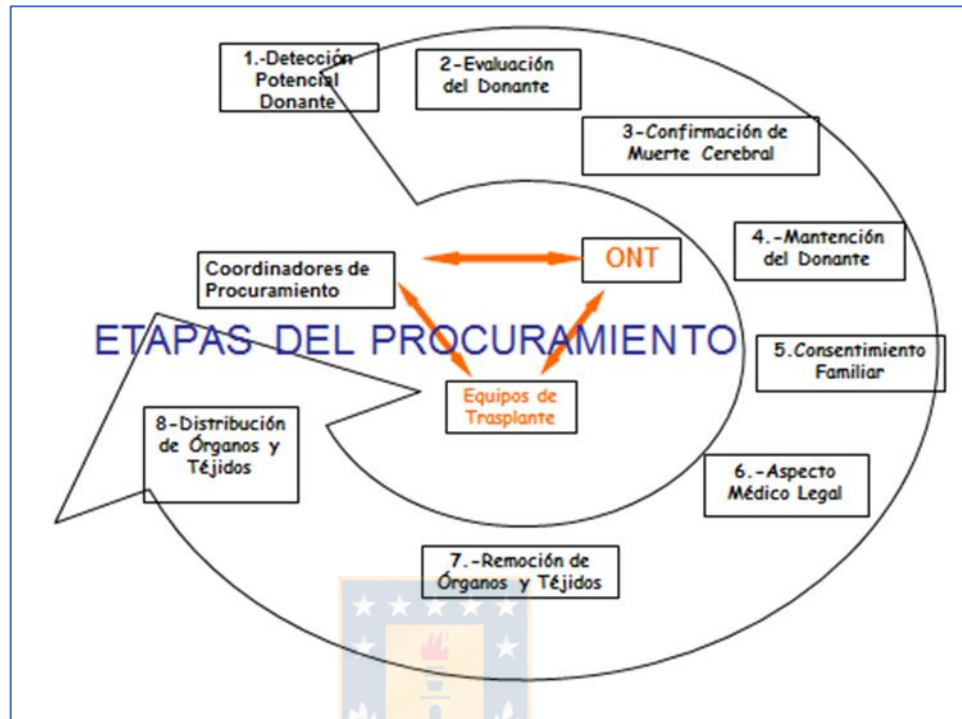 1.-Detección
Potencial
Donante
2-Evaluación
del Donante
3-Confirmación de
Muerte Cerebral
4.-Mantención
del Donante
Coordinadores de
Procuramiento
ONT
ETAPAS DEL PROCURAMIENTO
5.Consentimiento
Familiar
Equipos de
Trasplante
8-Distribución
de Órganos y
Téjidos
6.-Aspecto
Médico Legal
7.-Remoción de
Órganos y Téjidos